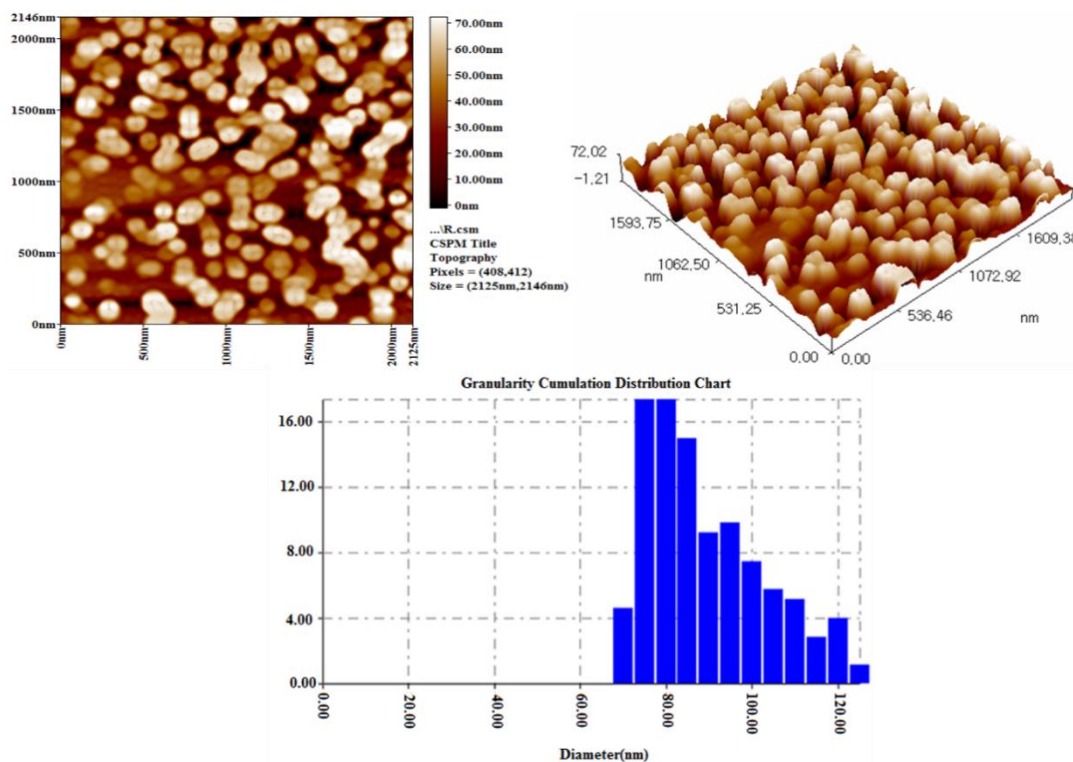 2146nm
2000nm
1500nm
1000nm
500nm
0nm
0nm
500nm
1000nm
1500nm
2000nm
2125nm
70.00nm
60.00nm
50.00nm
40.00nm
30.00nm
20.00nm
10.00nm
0nm
...\R.csm
CSPM Title
Topography
Pixels = (408,412)
Size = (2125nm,2146nm)
72,02
-1,21
1593,75
1062,50
nm
531,25
0,00
0,00
536,46
1072,92
nm
1609,38
Granularity Cumulation Distribution Chart
16.00
12.00
8.00
4.00
0.00
0.00
20.00
40.00
60.00
80.00
100.00
120.00
Diameter(nm)